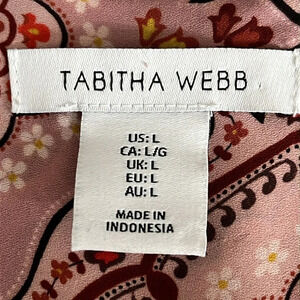 TABITHA WEBB
US: L
CA: L/G
UK: L
EU: L
AU: L
MADE IN
INDONESIA